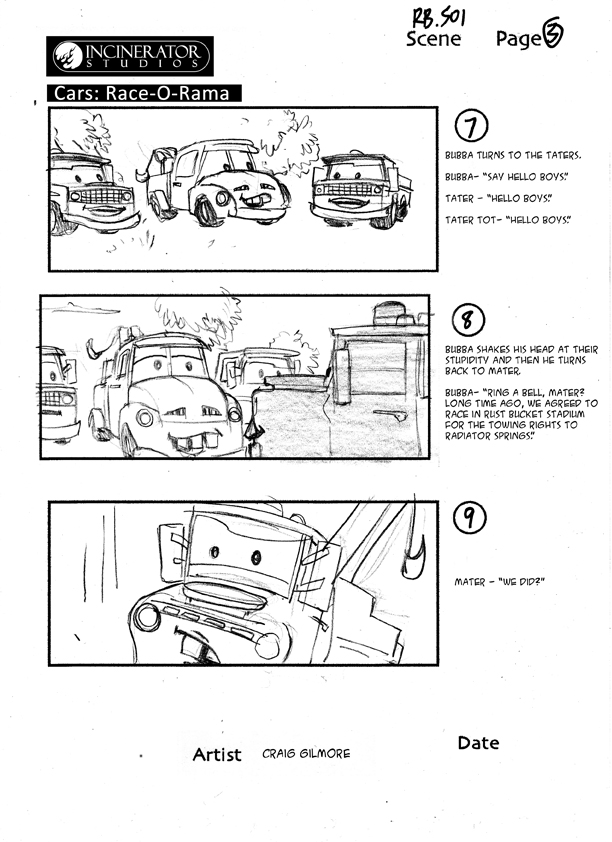 RB.S01
Scene Page 3
INCINERATOR
STUDIOS
Cars: Race-O-Rama
7
BUBBA TURNS TO THE TATERS.
BUBBA- "SAY HELLO BOYS."
TATER - "HELLO BOYS."
TATER TOT- "HELLO BOYS."
8
BUBBA SHAKES HIS HEAD AT THEIR
STUPIDITY AND THEN HE TURNS
BACK TO MATER.
BUBBA- "RING A BELL, MATER?
LONG TIME AGO, WE AGREED TO
RACE IN RUST BUCKET STADIUM
FOR THE TOWING RIGHTS TO
RADIATOR SPRINGS."
9
MATER - "WE DID?"
Artist CRAIG GILMORE
Date